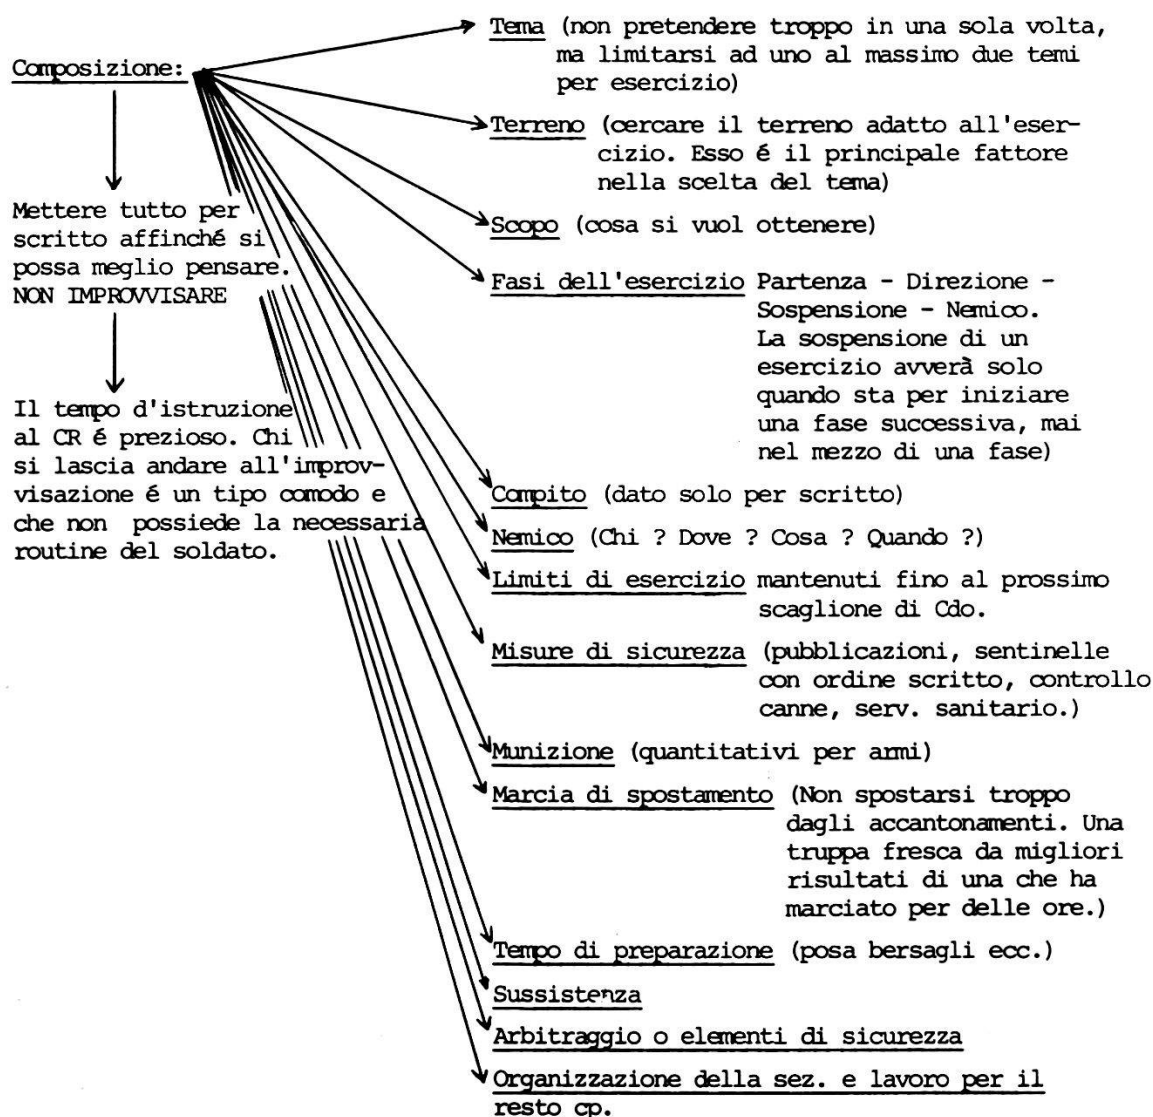 Composizione:
Mettere tutto per
scritto affinché si
possa meglio pensare.
NON IMPROVVISARE
Il tempo d'istruzione
al CR é prezioso. Chi
si lascia andare all'improv-
visazione é un tipo comodo e
che non possiede la necessaria
routine del soldato.
Tema (non pretendere troppo in una sola volta,
ma limitarsi ad uno al massimo due temi
per esercizio)
Terreno (cercare il terreno adatto all'eser-
cizio. Esso é il principale fattore
nella scelta del tema)
Scopo (cosa si vuol ottenere)
Fasi dell'esercizio Partenza - Direzione -
Sospensione - Nemico.
La sospensione di un
esercizio avverà solo
quando sta per iniziare
una fase successiva, mai
nel mezzo di una fase)
Compito (dato solo per scritto)
Nemico (Chi ? Dove ? Cosa ? Quando ?)
Limiti di esercizio mantenuti fino al prossimo
scaglione di Cdo.
Misure di sicurezza (pubblicazioni, sentinelle
con ordine scritto, controllo
canne, serv. sanitario.)
Munizione (quantitativi per armi)
Marcia di spostamento (Non spostarsi troppo
dagli accantonamenti. Una
truppa fresca da migliori
risultati di una che ha
marciato per delle ore.)
Tempo di preparazione (posa bersagli ecc.)
Sussistenza
Arbitraggio o elementi di sicurezza
Organizzazione della sez. e lavoro per il
resto cp.